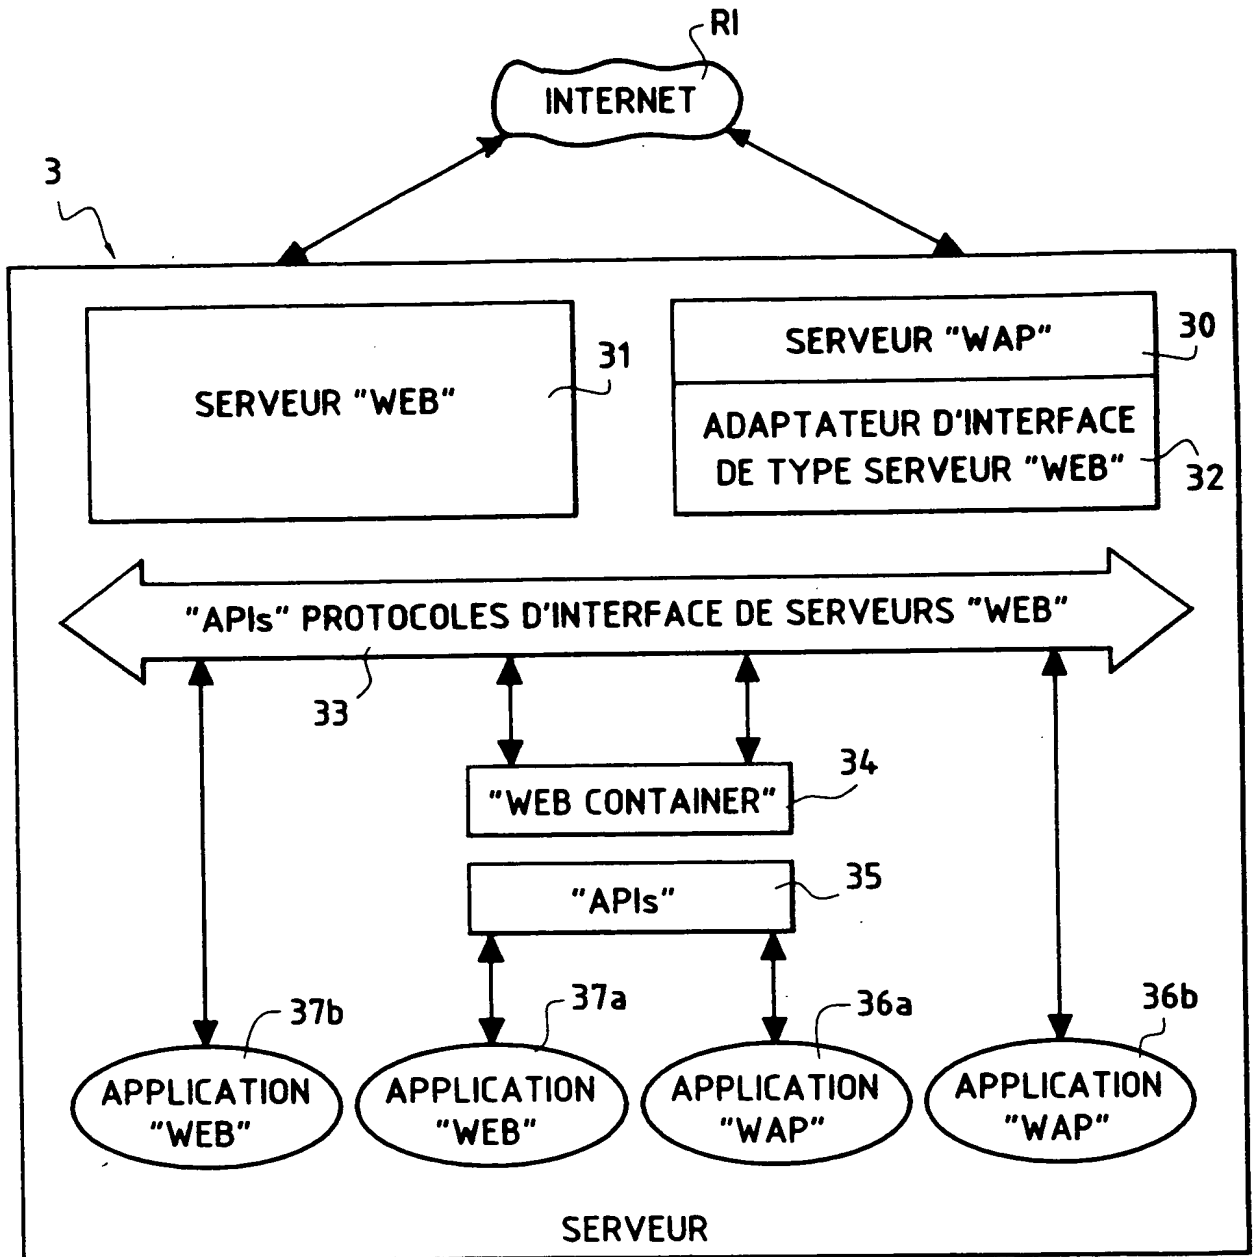 RI
INTERNET
3
SERVEUR "WEB"
31
SERVEUR "WAP"
30
ADAPTATEUR D'INTERFACE
DE TYPE SERVEUR "WEB"
32
"APIs" PROTOCOLES D'INTERFACE DE SERVEURS "WEB"
33
"WEB CONTAINER"
34
"APIs"
35
37b
37a
36a
36b
APPLICATION
"WEB"
APPLICATION
"WEB"
APPLICATION
"WAP"
APPLICATION
"WAP"
SERVEUR